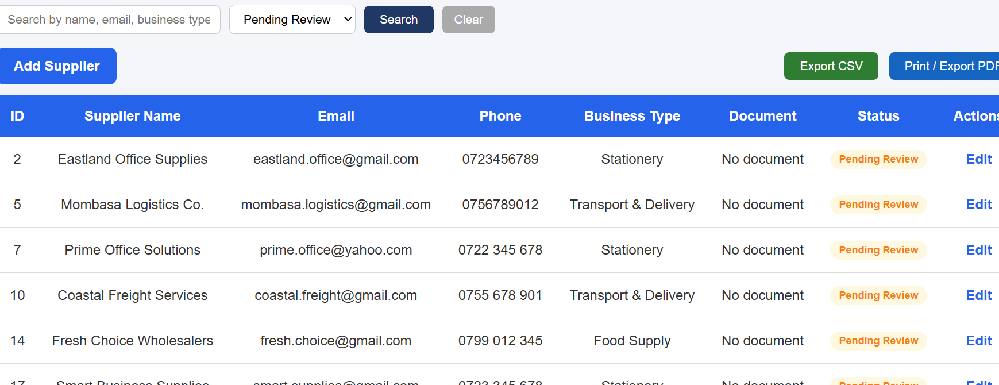 Search by name, email, business type
Pending Review
Search
Clear
Add Supplier
Export CSV
Print / Export PDF
ID Supplier Name Email Phone Business Type Document Status Actions
2 Eastland Office Supplies eastland.office@gmail.com 0723456789 Stationery No document Pending Review Edit
5 Mombasa Logistics Co. mombasa.logistics@gmail.com 0756789012 Transport & Delivery No document Pending Review Edit
7 Prime Office Solutions prime.office@yahoo.com 0722 345 678 Stationery No document Pending Review Edit
10 Coastal Freight Services coastal.freight@gmail.com 0755 678 901 Transport & Delivery No document Pending Review Edit
14 Fresh Choice Wholesalers fresh.choice@gmail.com 0799 012 345 Food Supply No document Pending Review Edit
17 Smart Business Supplies smart.supplies@gmail.com 0723 345 678 Stationery No document Pending Review Edit